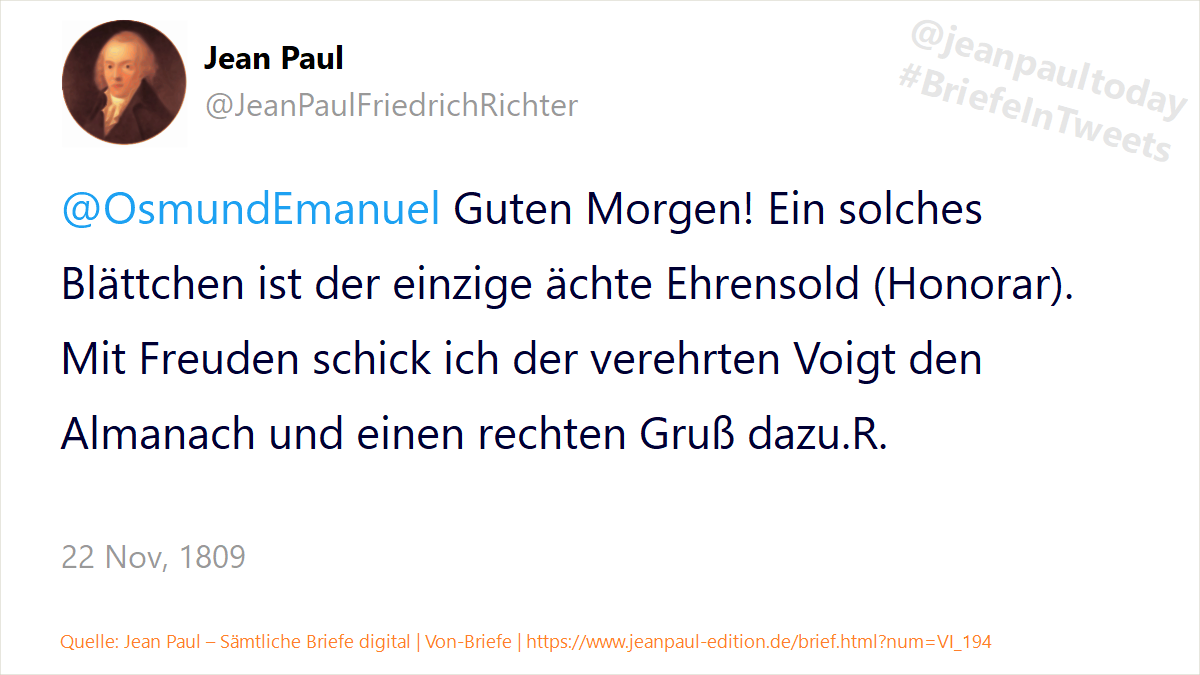 Jean Paul
@JeanPaulFriedrichRichter
@jeanpaultoday
#BriefeInTweets
@OsmundEmanuel Guten Morgen! Ein solches
Blättchen ist der einzige ächte Ehrensold (Honorar).
Mit Freuden schick ich der verehrten Voigt den
Almanach und einen rechten Gruß dazu.R.
22 Nov, 1809
Quelle: Jean Paul – Sämtliche Briefe digital | Von-Briefe | https://www.jeanpaul-edition.de/brief.html?num=VI_194